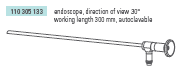 110 305 133 endoscope, direction of view 30°
working length 300 mm, autoclavable